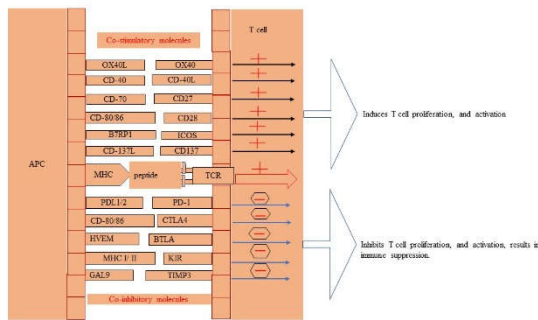 Co-stimulatory molecules
T cell
OX40L OX40
CD-40 CD-40L
CD-70 CD27
CD-80/86 CD28
B7RP1 ICOS
CD-137L CD137
Induces T cell proliferation, and activation
APC
MHC peptide TCR
PDL1/2 PD-1
CD-80/86 CTLA4
HVEM BTLA
MHC I/ II KIR
GAL9 TIMP3
Inhibits T cell proliferation, and activation, results in
immune suppression.
Co-inhibitory molecules